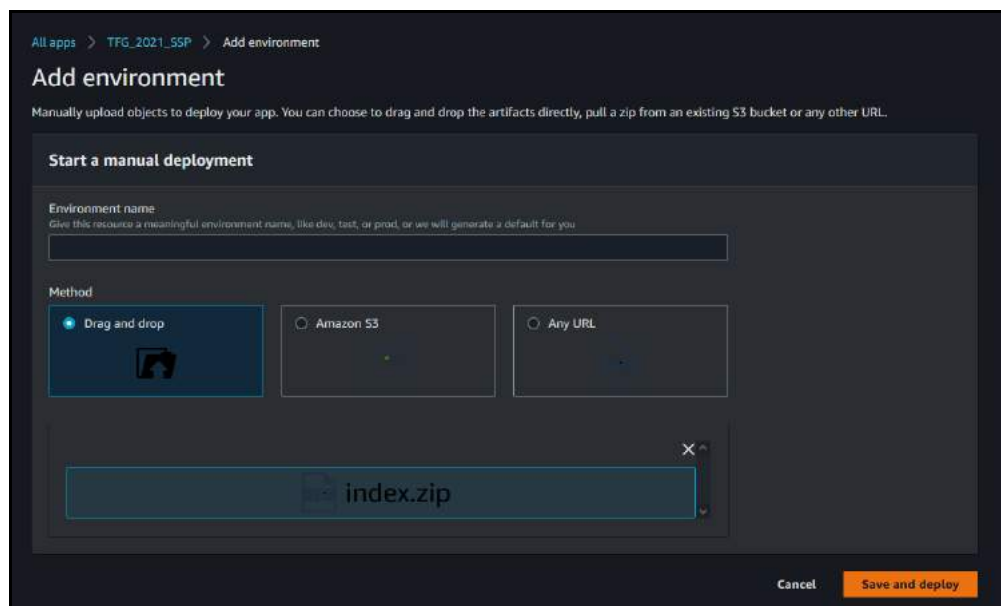 All apps > TFG_2021_SSP > Add environment
Add environment
Manually upload objects to deploy your app. You can choose to drag and drop the artifacts directly, pull a zip from an existing S3 bucket or any other URL.
Start a manual deployment
Environment name
Give this resource a meaningful environment name, like dev, test, or prod, or we will generate a default for you
Method
Drag and drop
Amazon S3
Any URL
index.zip
Cancel
Save and deploy